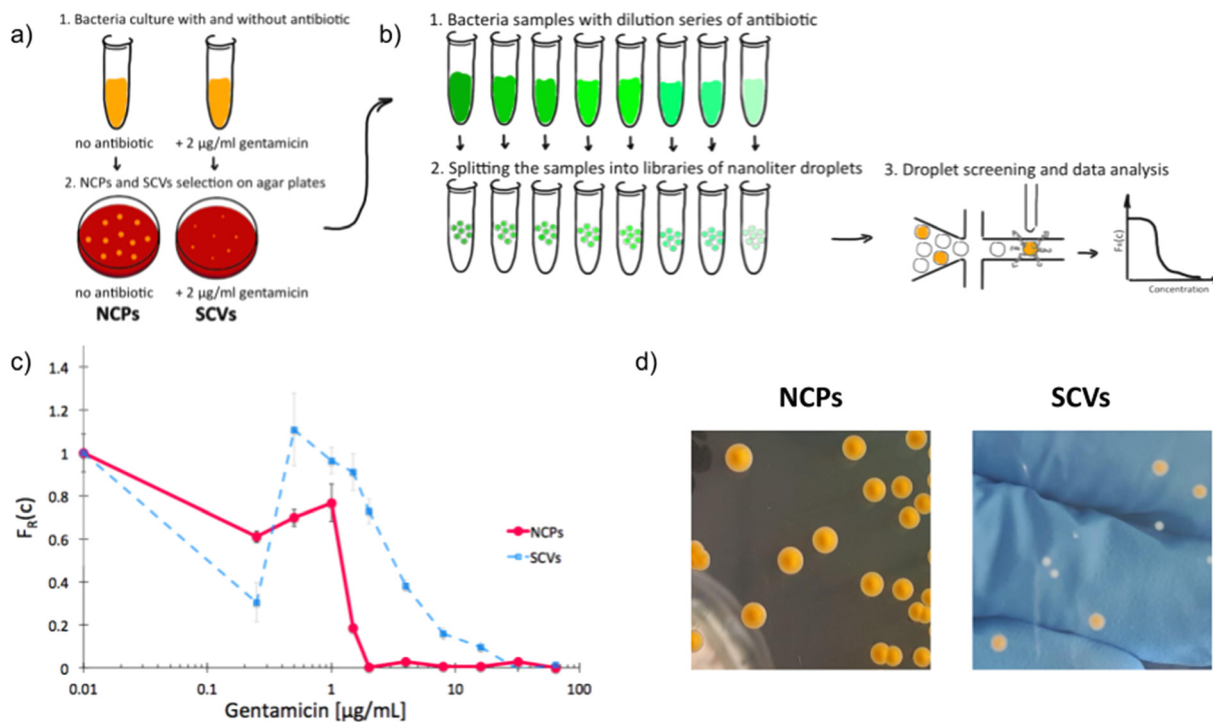 a)
1. Bacteria culture with and without antibiotic
no antibiotic
+ 2 µg/ml gentamicin
2. NCPs and SCVs selection on agar plates
no antibiotic
+ 2 µg/ml gentamicin
NCPs
SCVs
b)
1. Bacteria samples with dilution series of antibiotic
2. Splitting the samples into libraries of nanoliter droplets
3. Droplet screening and data analysis
Concentration
c)
1.4
1.2
1
0.8
0.6
0.4
0.2
0
FR(c)
0.01
0.1
1
10
100
Gentamicin [µg/mL]
NCPs
SCVs
d)
NCPs
SCVs